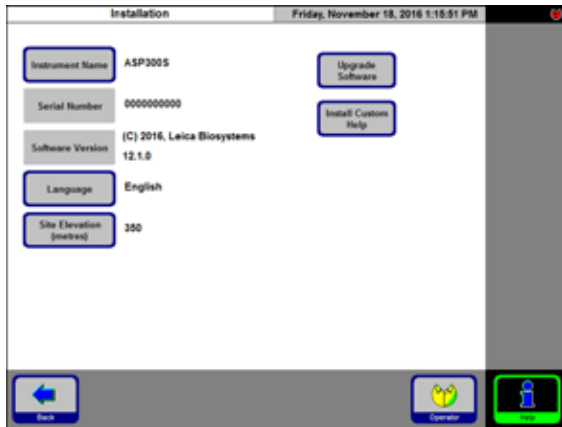 Installation
Friday, November 18, 2016 1:15:51 PM
Instrument Name
ASP300S
Upgrade
Software
Serial Number
0000000000
Install Custom
Help
Software Version
(C) 2016, Leica Biosystems
12.1.0
Language
English
Site Elevation
(metres)
350
Back
Operator
Help